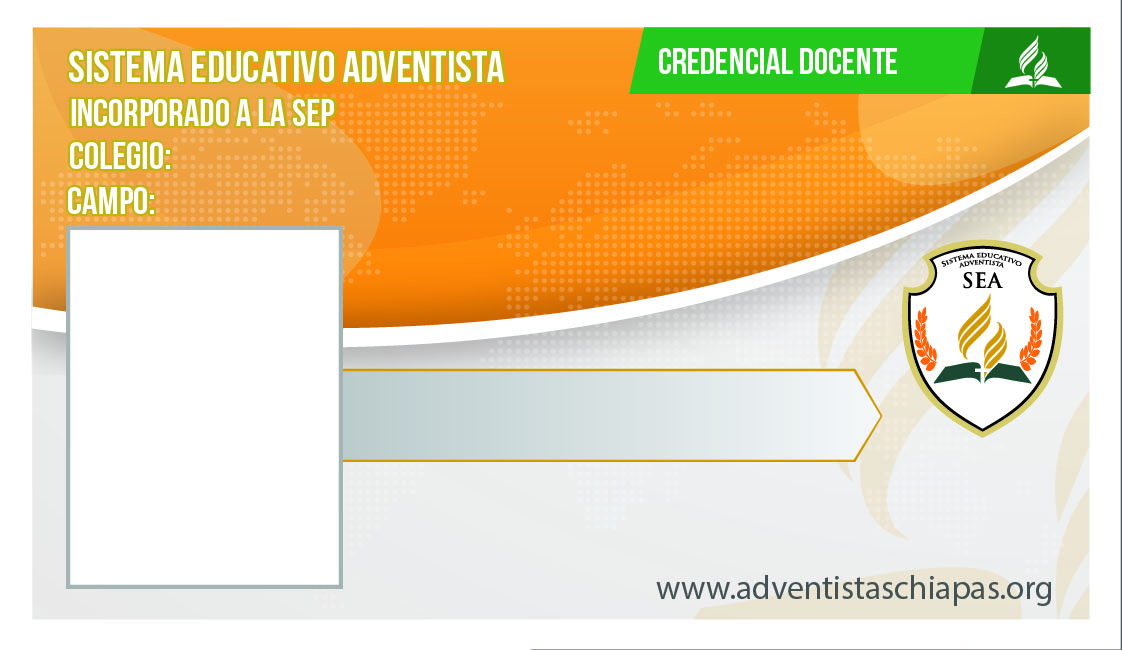 SISTEMA EDUCATIVO ADVENTISTA
INCORPORADO A LA SEP
COLEGIO:
CAMPO:
CREDENCIAL DOCENTE
SISTEMA EDUCATIVO
ADVENTISTA
SEA
www.adventistaschiapas.org